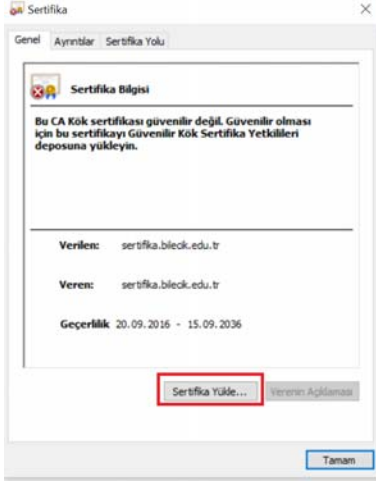 Sertifika
Genel Ayrıntılar Sertifika Yolu
Sertifika Bilgisi
Bu CA Kök sertifikası güvenilir değil. Güvenilir olması
için bu sertifikayı Güvenilir Kök Sertifika Yetkilileri
deposuna yükleyin.
Verilen: sertifika.bilecik.edu.tr
Veren: sertifika.bilecik.edu.tr
Geçerlilik 20.09.2016 - 15.09.2036
Sertifika Yükle... Verenin Açıklaması
Tamam